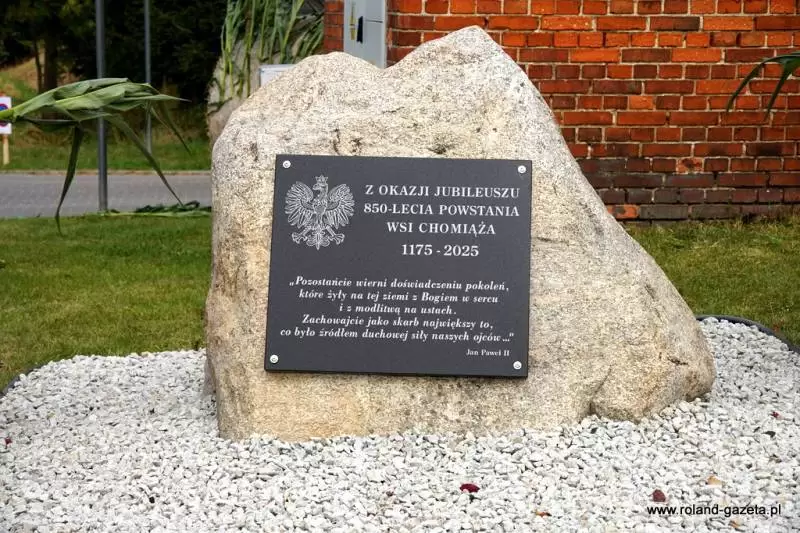 Z OKAZJI JUBILEUSZU
850-LECIA POWSTANIA
WSI CHOMIĄŻA
1175 - 2025
„Pozostańcie wierni doświadczeniu pokoleń,
które żyły na tej ziemi z Bogiem w sercu
i z modlitwą na ustach.
Zachowajcie jako skarb największy to,
co było źródłem duchowej siły naszych ojców..."
Jan Paweł II
www.roland-gazeta.pl